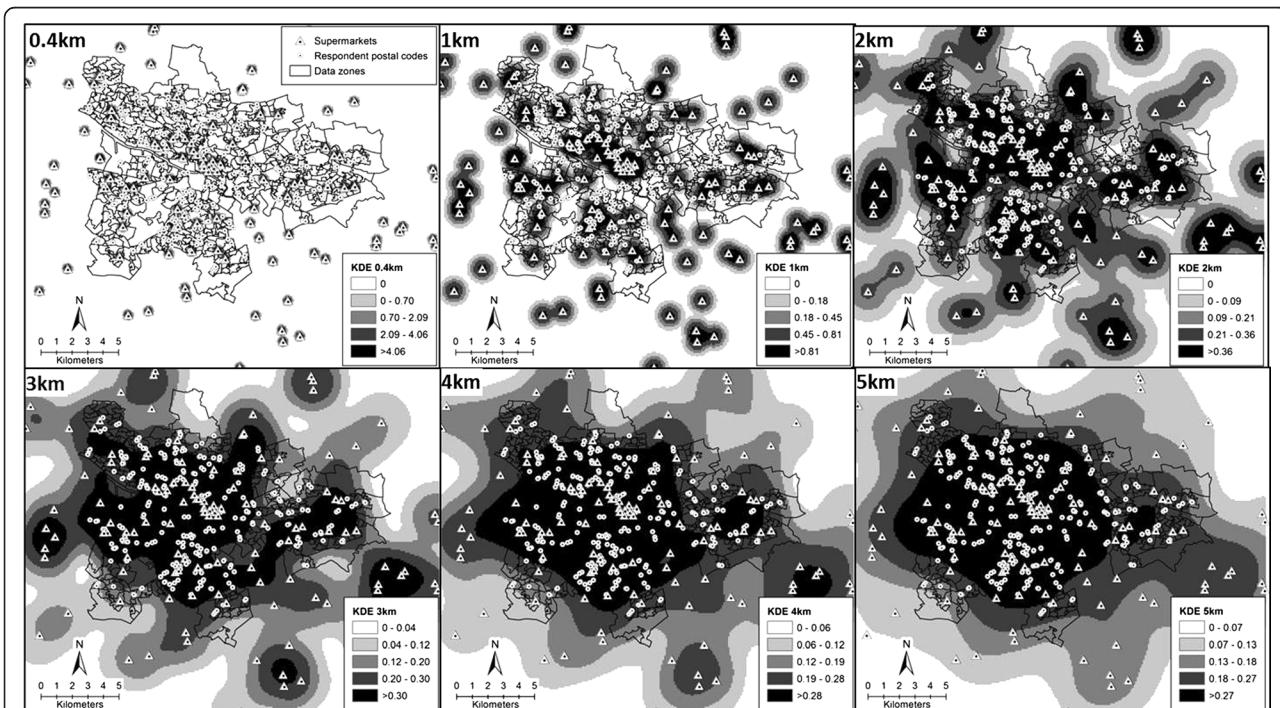 0.4km
Supermarkets
Respondent postal codes
Data zones
KDE 0.4km
0
0 - 0.70
0.70 - 2.09
2.09 - 4.06
>4.06
N
0 1 2 3 4 5
Kilometers
1km
KDE 1km
0
0 - 0.18
0.18 - 0.45
0.45 - 0.81
>0.81
N
0 1 2 3 4 5
Kilometers
2km
KDE 2km
0
0 - 0.09
0.09 - 0.21
0.21 - 0.36
>0.36
N
0 1 2 3 4 5
Kilometers
3km
KDE 3km
0 - 0.04
0.04 - 0.12
0.12 - 0.20
0.20 - 0.30
>0.30
N
0 1 2 3 4 5
Kilometers
4km
KDE 4km
0 - 0.06
0.06 - 0.12
0.12 - 0.19
0.19 - 0.28
>0.28
N
0 1 2 3 4 5
Kilometers
5km
KDE 5km
0 - 0.07
0.07 - 0.13
0.13 - 0.18
0.18 - 0.27
>0.27
N
0 1 2 3 4 5
Kilometers